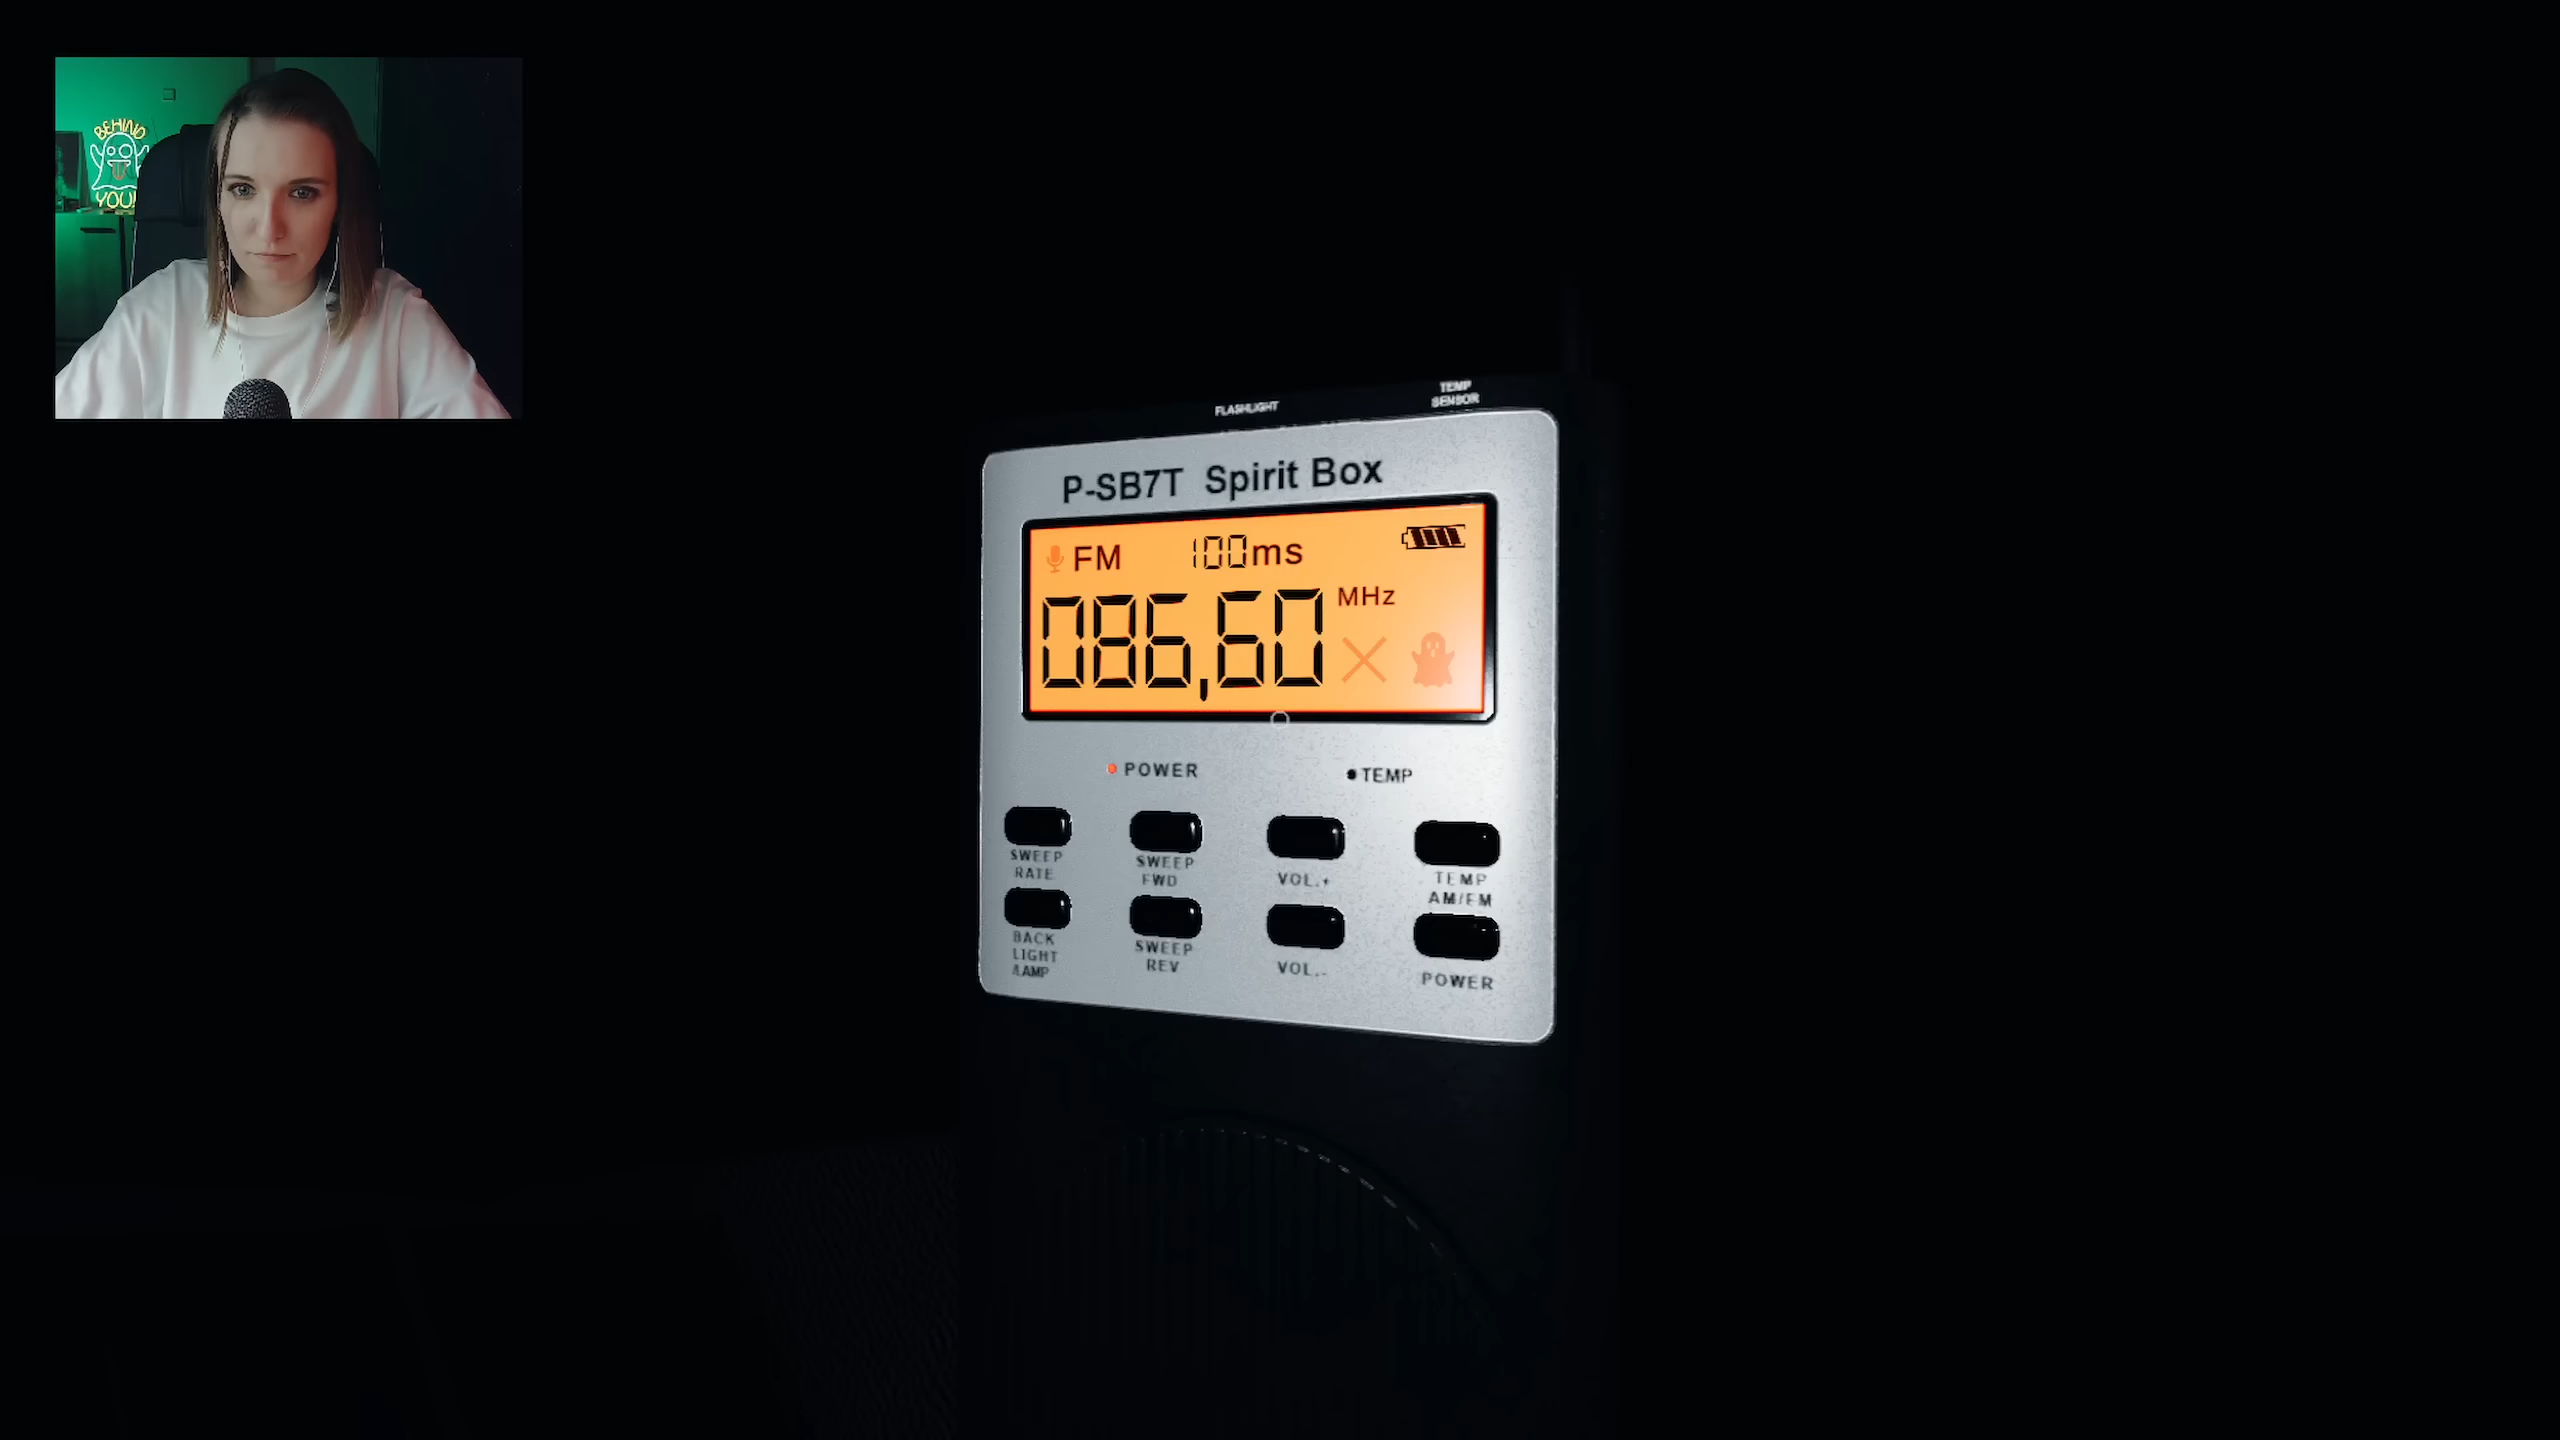 BEHIND
YOU!
FLASHLIGHT
TEMP
SENSOR
P-SB7T Spirit Box
FM 100ms
086,60 MHz
POWER
TEMP
SWEEP
RATE
SWEEP
FWD
VOL.+
TEMP
AM/FM
BACK
LIGHT
/LAMP
SWEEP
REV
VOL.-
POWER